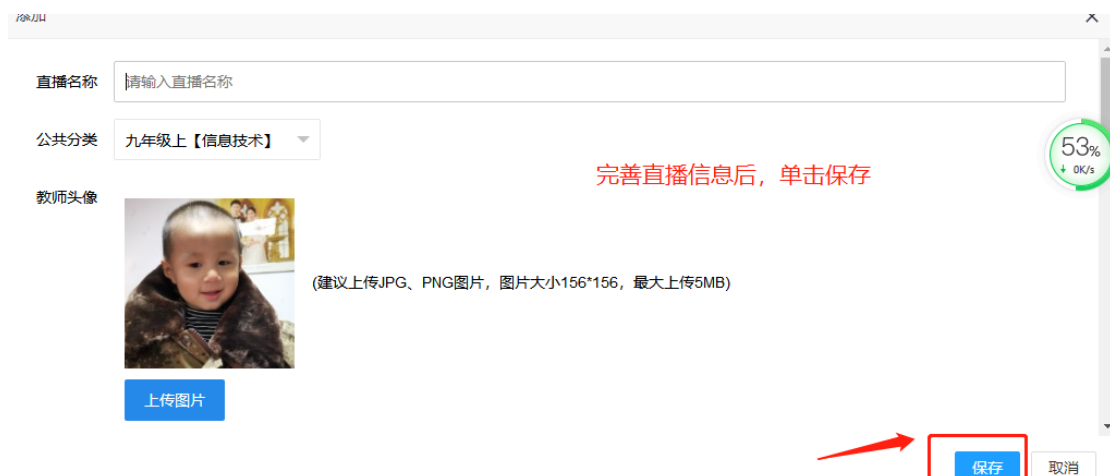 添加
直播名称 请输入直播名称
公共分类 九年级上【信息技术】
53%
0K/s
完善直播信息后，单击保存
教师头像
(建议上传JPG、PNG图片，图片大小156*156，最大上传5MB)
上传图片
保存 取消